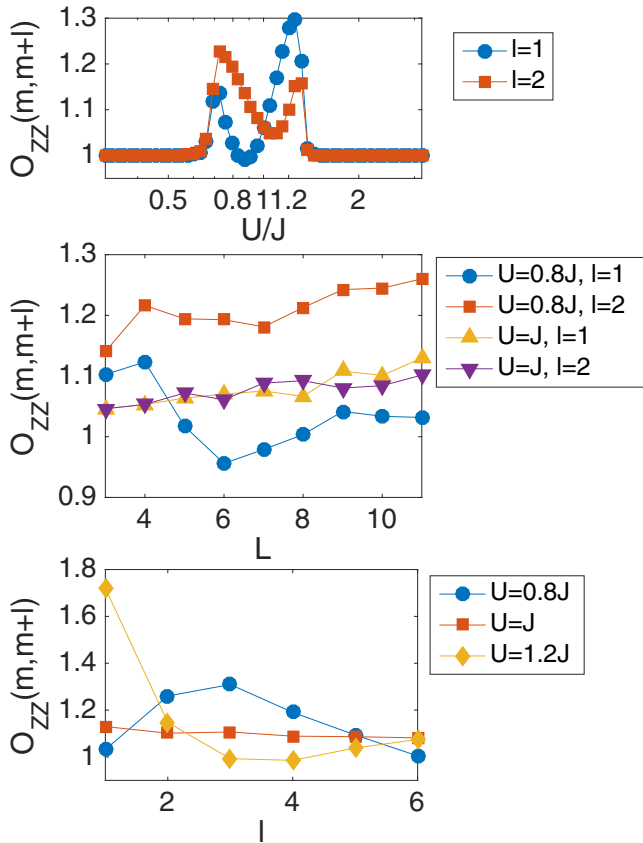 1.3
1.2
1.1
1
O_ZZ(m,m+l)
0.5 0.8 1 1.2 2
U/J
l=1
l=2
1.3
1.2
1.1
1
0.9
O_ZZ(m,m+l)
4 6 8 10
L
U=0.8J, l=1
U=0.8J, l=2
U=J, l=1
U=J, l=2
1.8
1.6
1.4
1.2
1
O_ZZ(m,m+l)
2 4 6
l
U=0.8J
U=J
U=1.2J